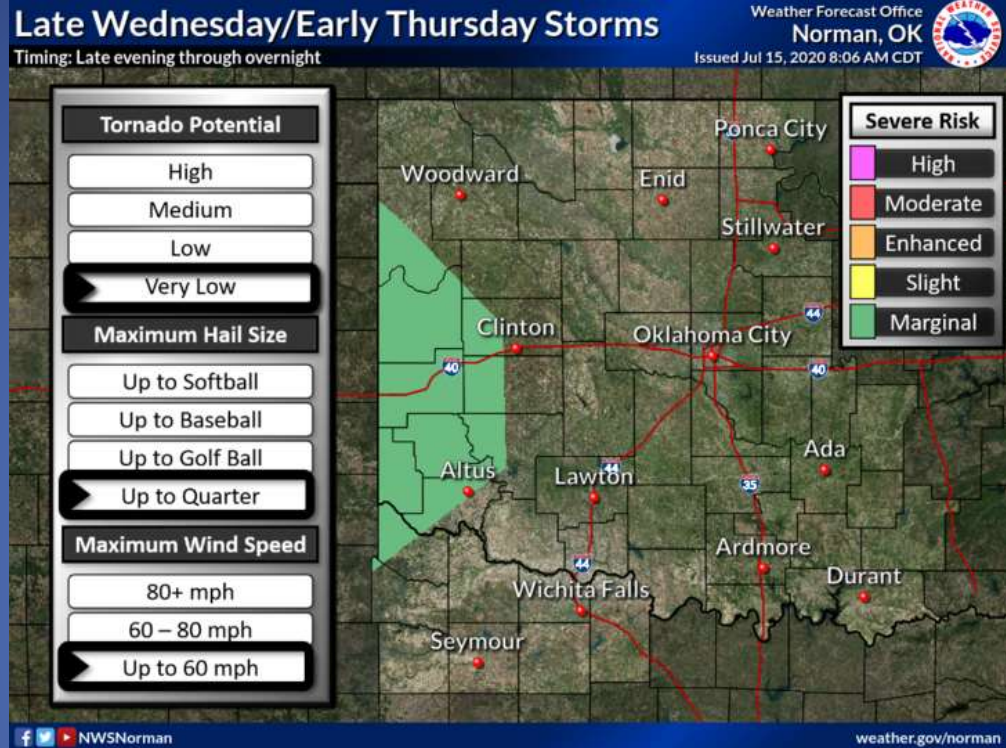 Late Wednesday/Early Thursday Storms
Timing: Late evening through overnight
Weather Forecast Office
Norman, OK
Issued Jul 15, 2020 8:06 AM CDT
NATIONAL WEATHER SERVICE
Tornado Potential
High
Medium
Low
Very Low
Maximum Hail Size
Up to Softball
Up to Baseball
Up to Golf Ball
Up to Quarter
Maximum Wind Speed
80+ mph
60 – 80 mph
Up to 60 mph
Severe Risk
High
Moderate
Enhanced
Slight
Marginal
Ponca City
Woodward
Enid
Stillwater
44
Clinton
Oklahoma City
40
40
Ada
Altus
Lawton
44
35
Ardmore
44
Durant
Wichita Falls
Seymour
NWSNorman
weather.gov/norman